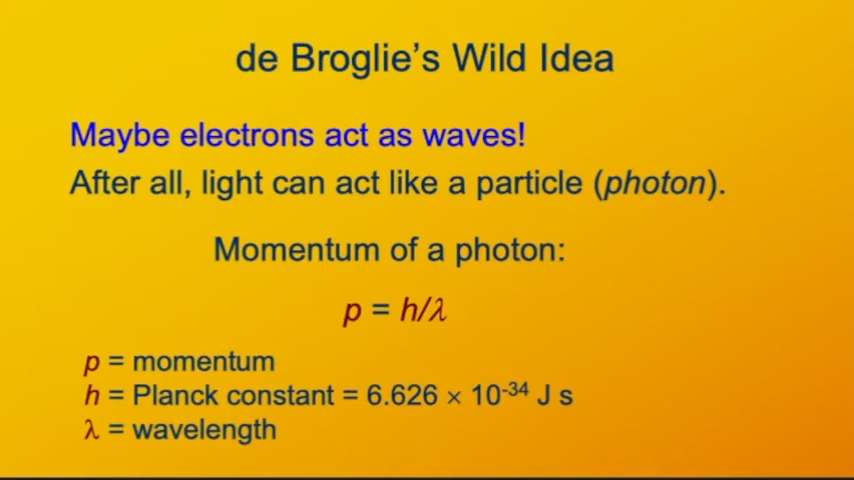 de Broglie's Wild Idea
Maybe electrons act as waves!
After all, light can act like a particle (photon).
Momentum of a photon:
p = h/λ
p = momentum
h = Planck constant = 6.626 × 10⁻³⁴ J s
λ = wavelength